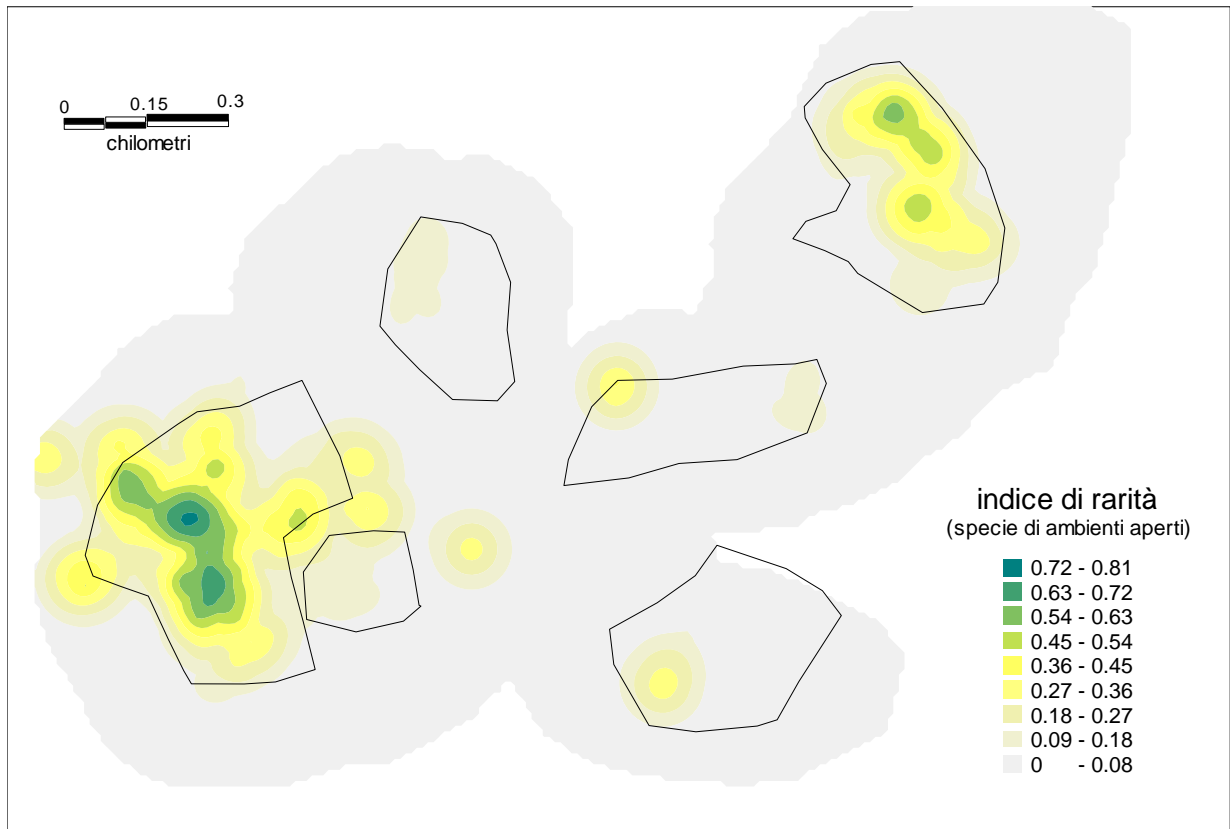 0 0.15 0.3
chilometri
indice di rarità
(specie di ambienti aperti)
0.72 - 0.81
0.63 - 0.72
0.54 - 0.63
0.45 - 0.54
0.36 - 0.45
0.27 - 0.36
0.18 - 0.27
0.09 - 0.18
0 - 0.08